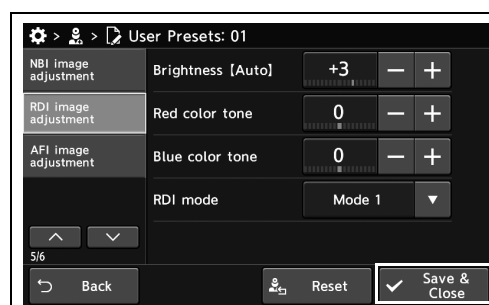 > > User Presets: 01
NBI image
adjustment
Brightness [Auto] +3 − +
RDI image
adjustment
Red color tone 0 − +
AFI image
adjustment
Blue color tone 0 − +
RDI mode Mode 1
5/6
Back Reset Save &
Close